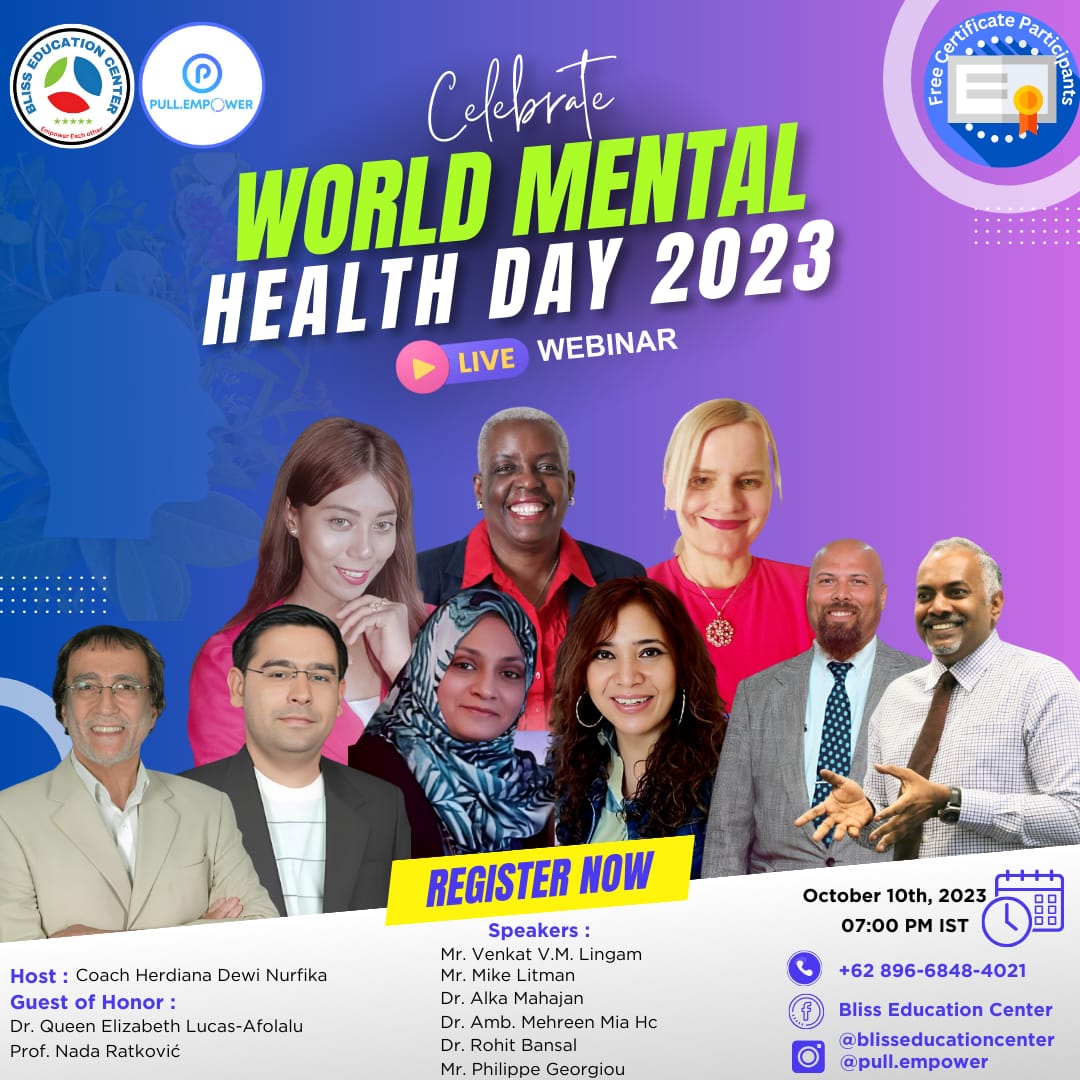 BLISS EDUCATION CENTER
Empower Each other
PULL.EMPOWER
Free Certificate Participants
Celebrate
WORLD MENTAL
HEALTH DAY 2023
LIVE WEBINAR
REGISTER NOW
Host : Coach Herdiana Dewi Nurfika
Guest of Honor :
Dr. Queen Elizabeth Lucas-Afolalu
Prof. Nada Ratković
Speakers :
Mr. Venkat V.M. Lingam
Mr. Mike Litman
Dr. Alka Mahajan
Dr. Amb. Mehreen Mia Hc
Dr. Rohit Bansal
Mr. Philippe Georgiou
October 10th, 2023
07:00 PM IST
+62 896-6848-4021
Bliss Education Center
@blisseducationcenter
@pull.empower